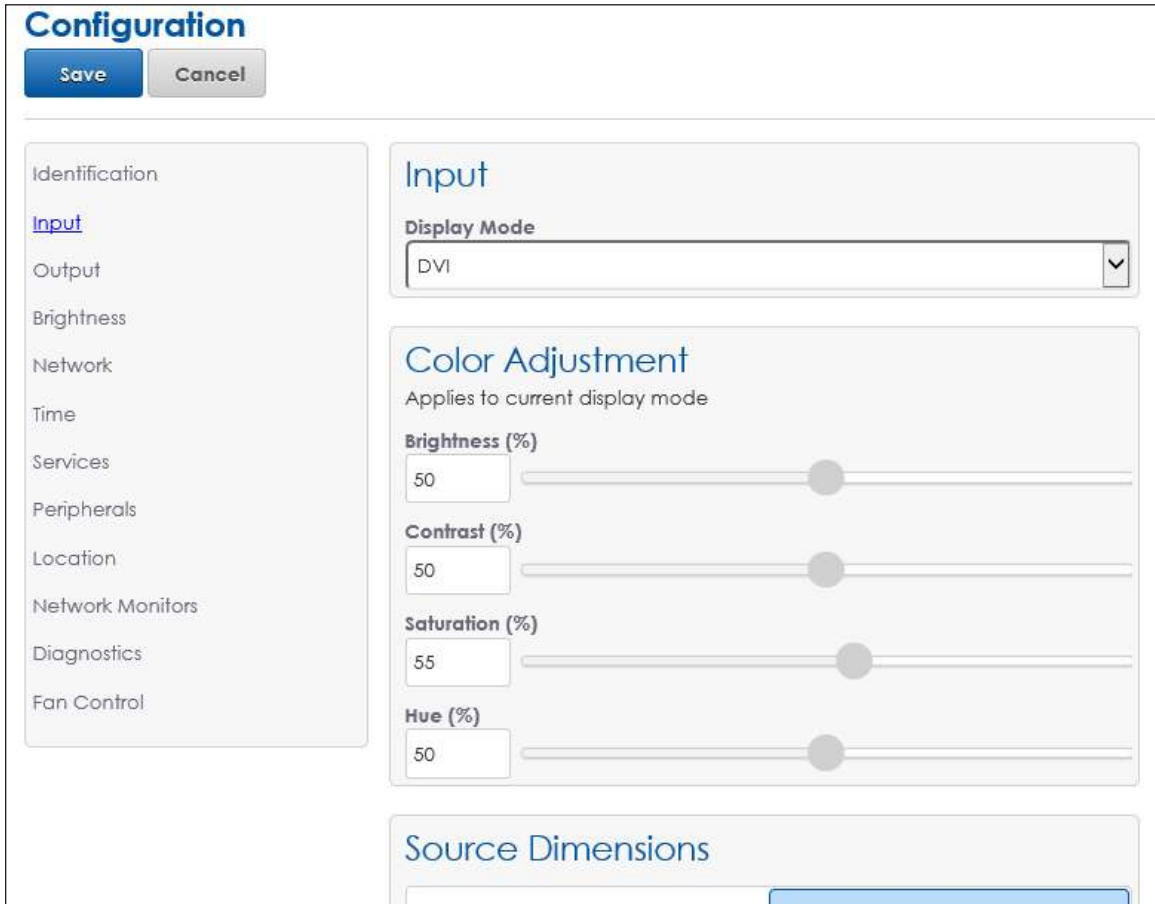 Configuration
Save
Cancel
Identification
Input
Output
Brightness
Network
Time
Services
Peripherals
Location
Network Monitors
Diagnostics
Fan Control
Input
Display Mode
DVI
Color Adjustment
Applies to current display mode
Brightness (%)
50
Contrast (%)
50
Saturation (%)
55
Hue (%)
50
Source Dimensions